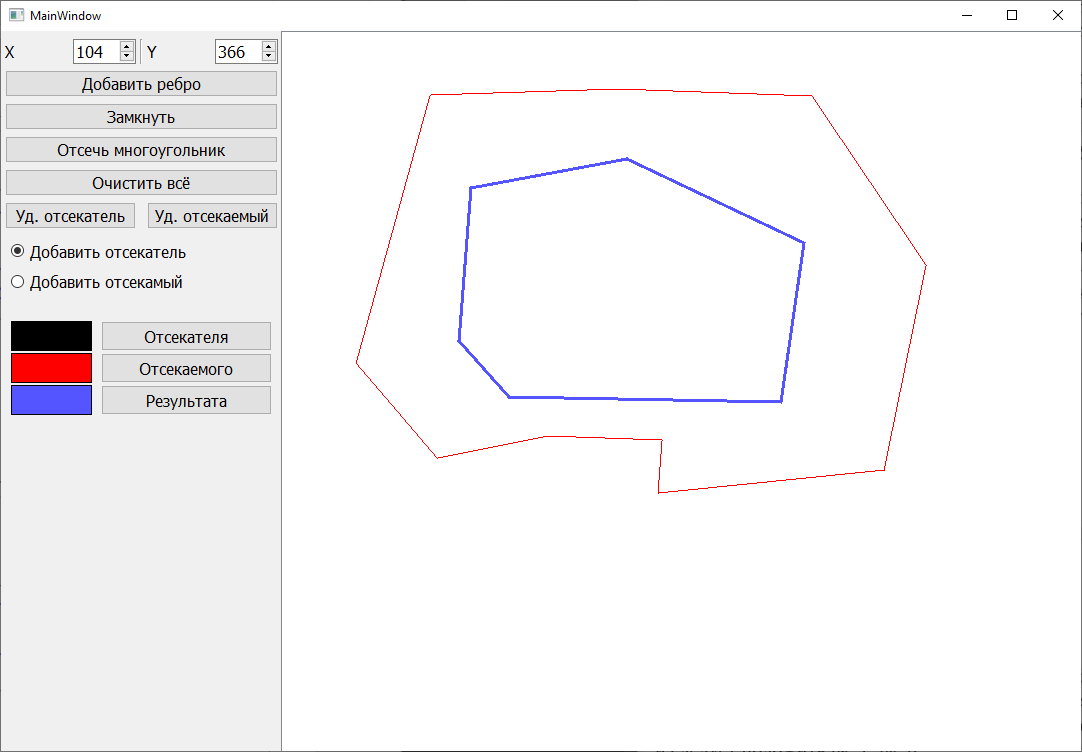 MainWindow
X 104 Y 366
Добавить ребро
Замкнуть
Отсечь многоугольник
Очистить всё
Уд. отсекатель Уд. отсекаемый
Добавить отсекатель
Добавить отсекамый
Отсекателя
Отсекаемого
Результата